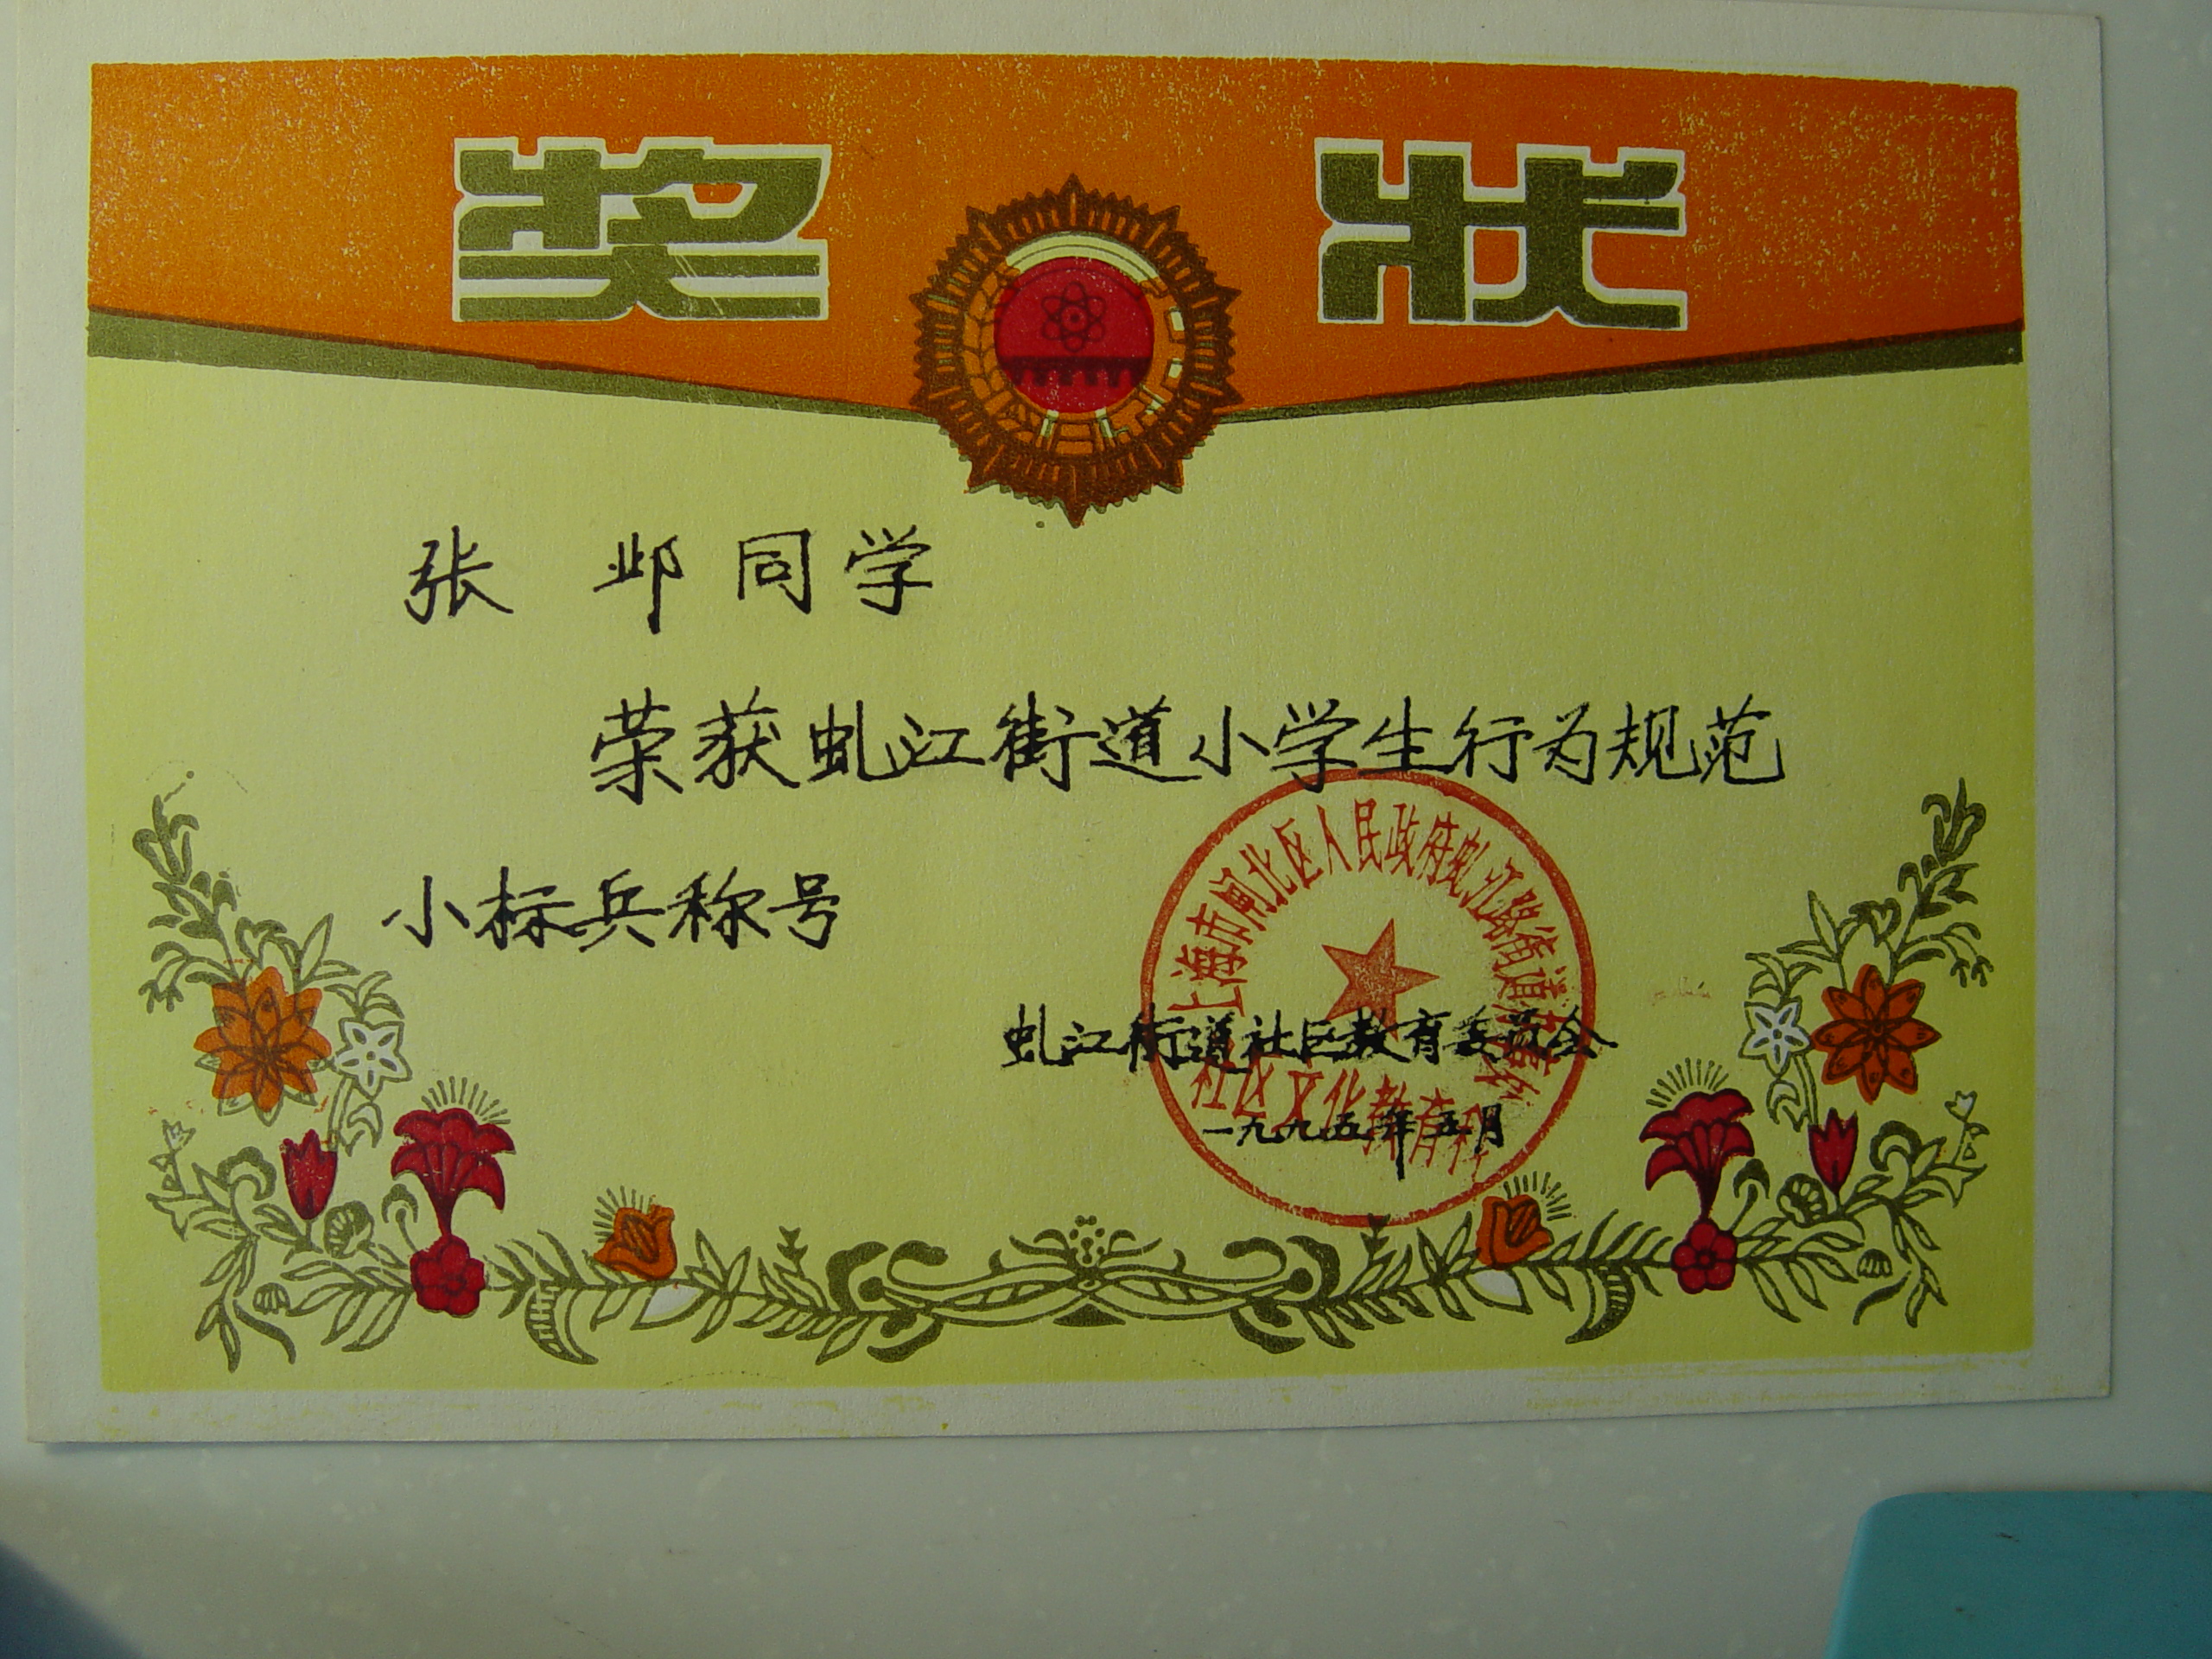 奖 状
张 邺 同学
荣获虬江街道小学生行为规范
小标兵称号
上海市闸北区人民政府虬江路街道办事处
虬江街道社区教育委员会
社区文化教育科
一九九五年五月